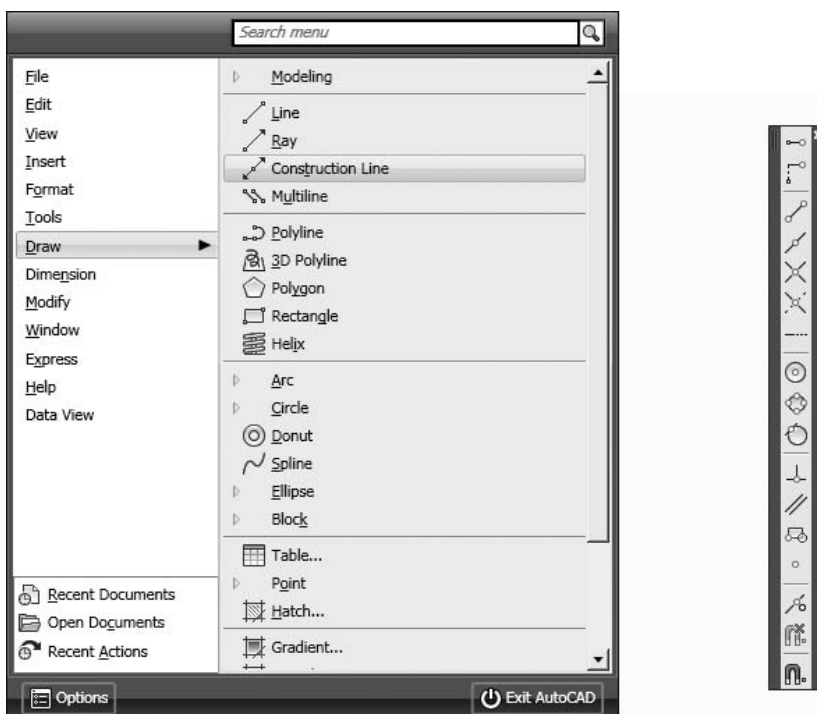 Search menu
File
Edit
View
Insert
Format
Tools
Draw
Dimension
Modify
Window
Express
Help
Data View
Recent Documents
Open Documents
Recent Actions
Modeling
Line
Ray
Construction Line
Multiline
Polyline
3D Polyline
Polygon
Rectangle
Helix
Arc
Circle
Donut
Spline
Ellipse
Block
Table...
Point
Hatch...
Gradient...
Options
Exit AutoCAD